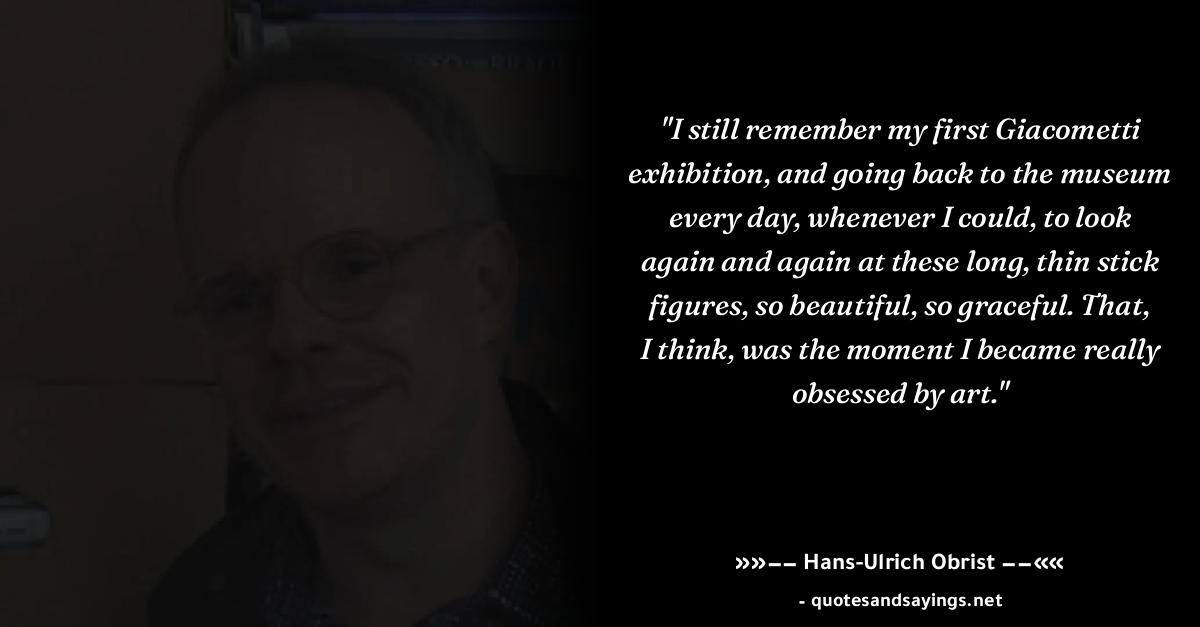 "I still remember my first Giacometti
exhibition, and going back to the museum
every day, whenever I could, to look
again and again at these long, thin stick
figures, so beautiful, so graceful. That,
I think, was the moment I became really
obsessed by art."
»»−− Hans-Ulrich Obrist −−««
- quotesandsayings.net